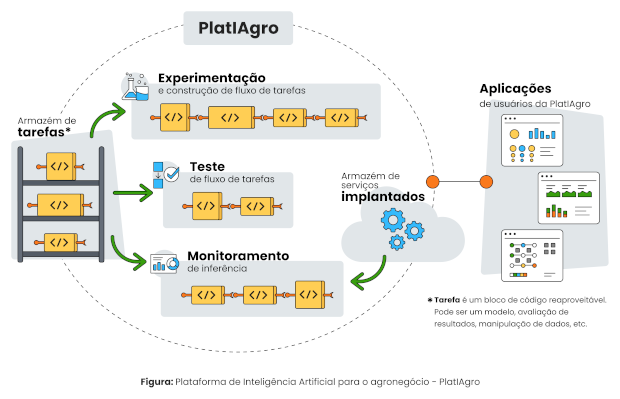 PlatIAgro
Experimentação
e construção de fluxo de tarefas
Armazém de
tarefas*
</>
</>
</>
</>
</>
</>
</>
Teste
de fluxo de tarefas
</>
</>
Monitoramento
de inferência
</>
</>
</>
Armazém de
serviços
implantados
Aplicações
de usuários da PlatIAgro
* Tarefa é um bloco de código reaproveitável.
Pode ser um modelo, avaliação de
resultados, manipulação de dados, etc.
Figura: Plataforma de Inteligência Artificial para o agronegócio - PlatIAgro